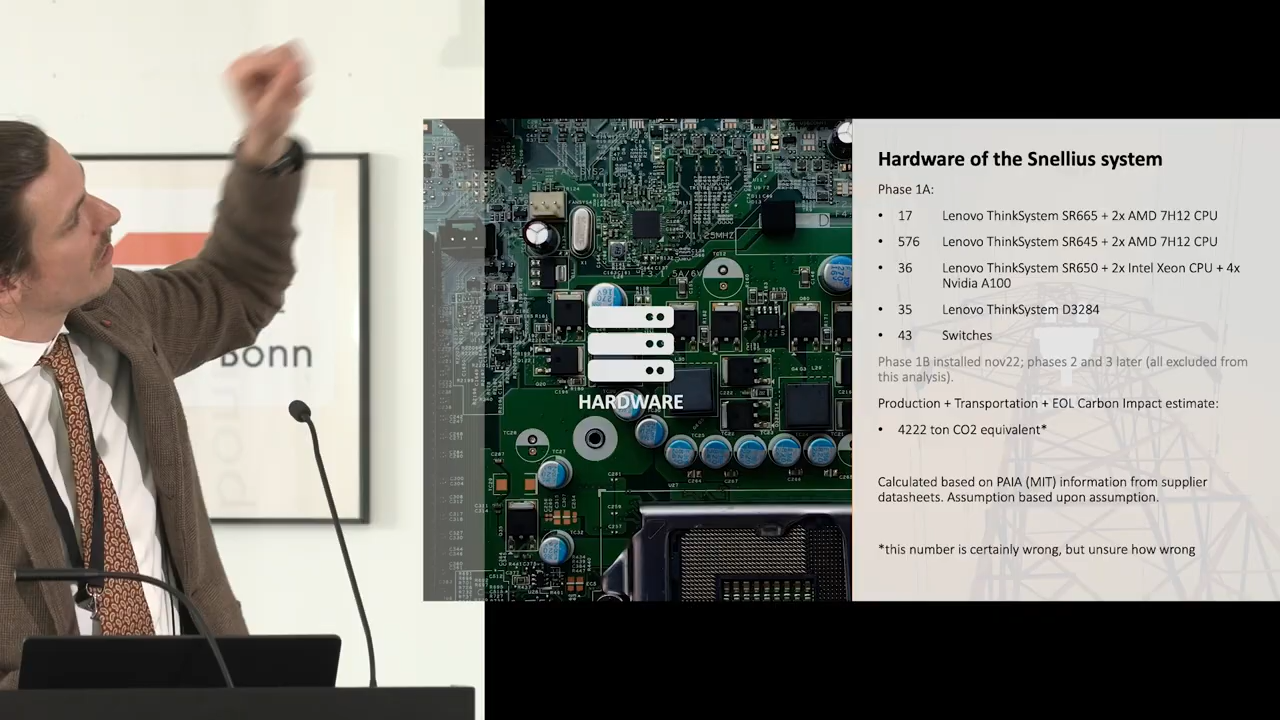 Bonn
HARDWARE
Hardware of the Snellius system
Phase 1A:
• 17 Lenovo ThinkSystem SR665 + 2x AMD 7H12 CPU
• 576 Lenovo ThinkSystem SR645 + 2x AMD 7H12 CPU
• 36 Lenovo ThinkSystem SR650 + 2x Intel Xeon CPU + 4x
Nvidia A100
• 35 Lenovo ThinkSystem D3284
• 43 Switches
Phase 1B installed nov22; phases 2 and 3 later (all excluded from
this analysis).
Production + Transportation + EOL Carbon Impact estimate:
• 4222 ton CO2 equivalent*
Calculated based on PAIA (MIT) information from supplier
datasheets. Assumption based upon assumption.
*this number is certainly wrong, but unsure how wrong